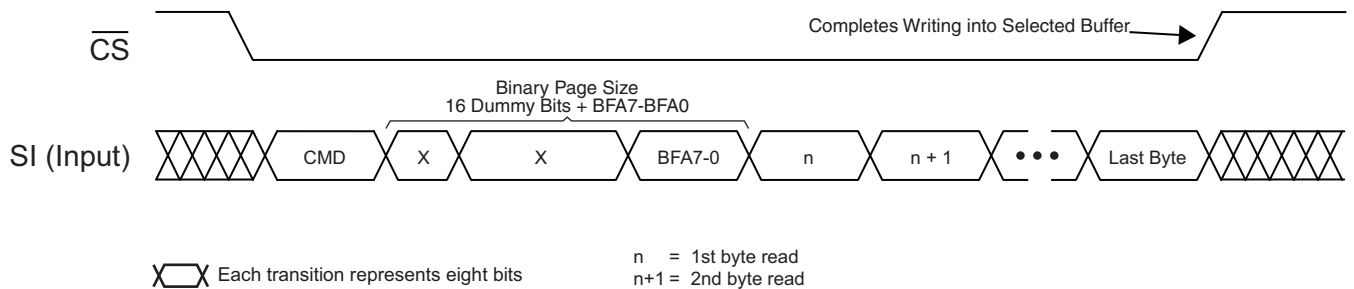 Completes Writing into Selected Buffer
C̅S̅
Binary Page Size
16 Dummy Bits + BFA7-BFA0
SI (Input)
CMD
X
X
BFA7-0
n
n + 1
•••
Last Byte
Each transition represents eight bits
n = 1st byte read
n+1 = 2nd byte read